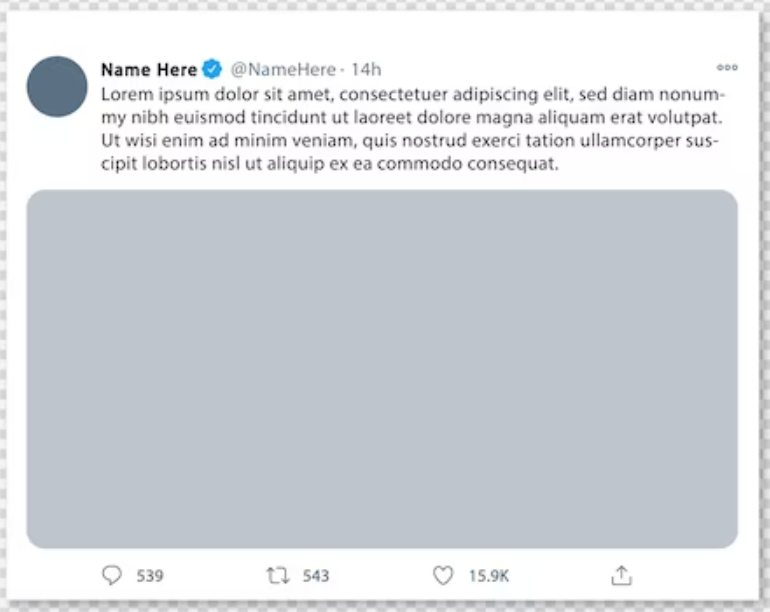 Name Here @NameHere · 14h
Lorem ipsum dolor sit amet, consectetuer adipiscing elit, sed diam nonum-
my nibh euismod tincidunt ut laoreet dolore magna aliquam erat volutpat.
Ut wisi enim ad minim veniam, quis nostrud exerci tation ullamcorper sus-
cipit lobortis nisl ut aliquip ex ea commodo consequat.
539 543 15.9K